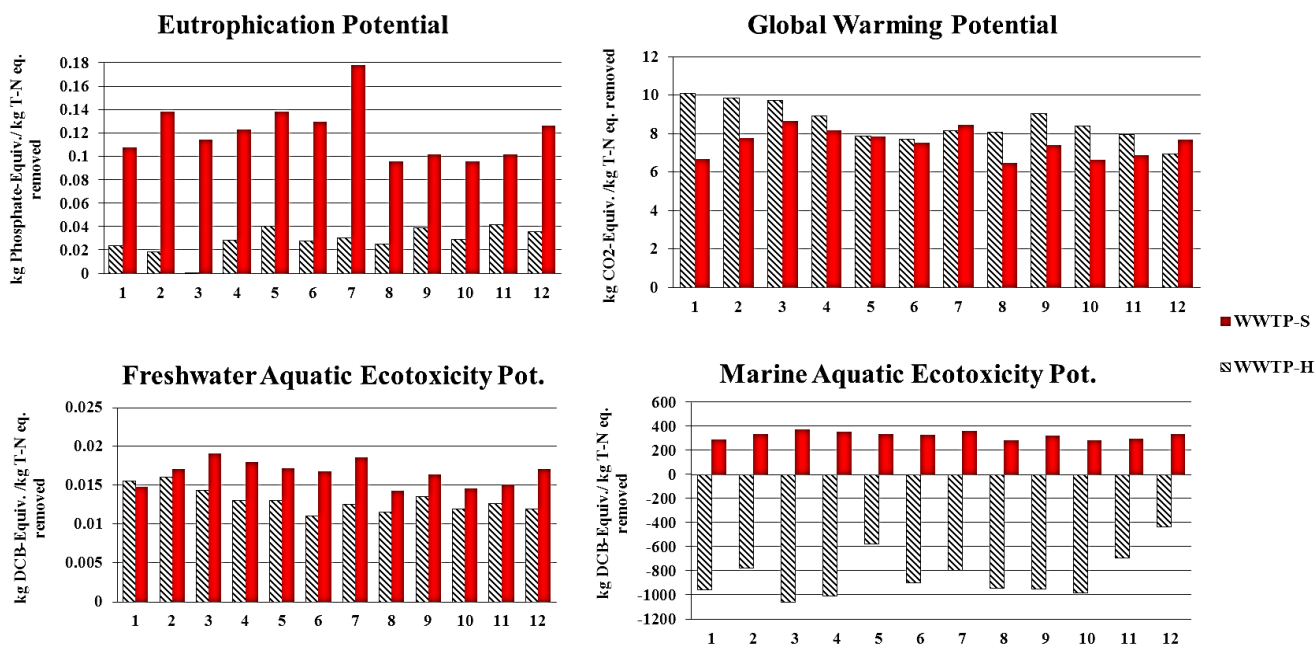 Eutrophication Potential
kg Phosphate-Equiv./ kg T-N eq.
removed
0.18
0.16
0.14
0.12
0.1
0.08
0.06
0.04
0.02
0
1 2 3 4 5 6 7 8 9 10 11 12
Global Warming Potential
kg CO2-Equiv./kg T-N eq. removed
12
10
8
6
4
2
0
1 2 3 4 5 6 7 8 9 10 11 12
WWTP-S
WWTP-H
Freshwater Aquatic Ecotoxicity Pot.
kg DCB-Equiv. /kg T-N eq.
removed
0.025
0.02
0.015
0.01
0.005
0
1 2 3 4 5 6 7 8 9 10 11 12
Marine Aquatic Ecotoxicity Pot.
kg DCB-Equiv./ kg T-N eq.
removed
600
400
200
0
-200
-400
-600
-800
-1000
-1200
1 2 3 4 5 6 7 8 9 10 11 12